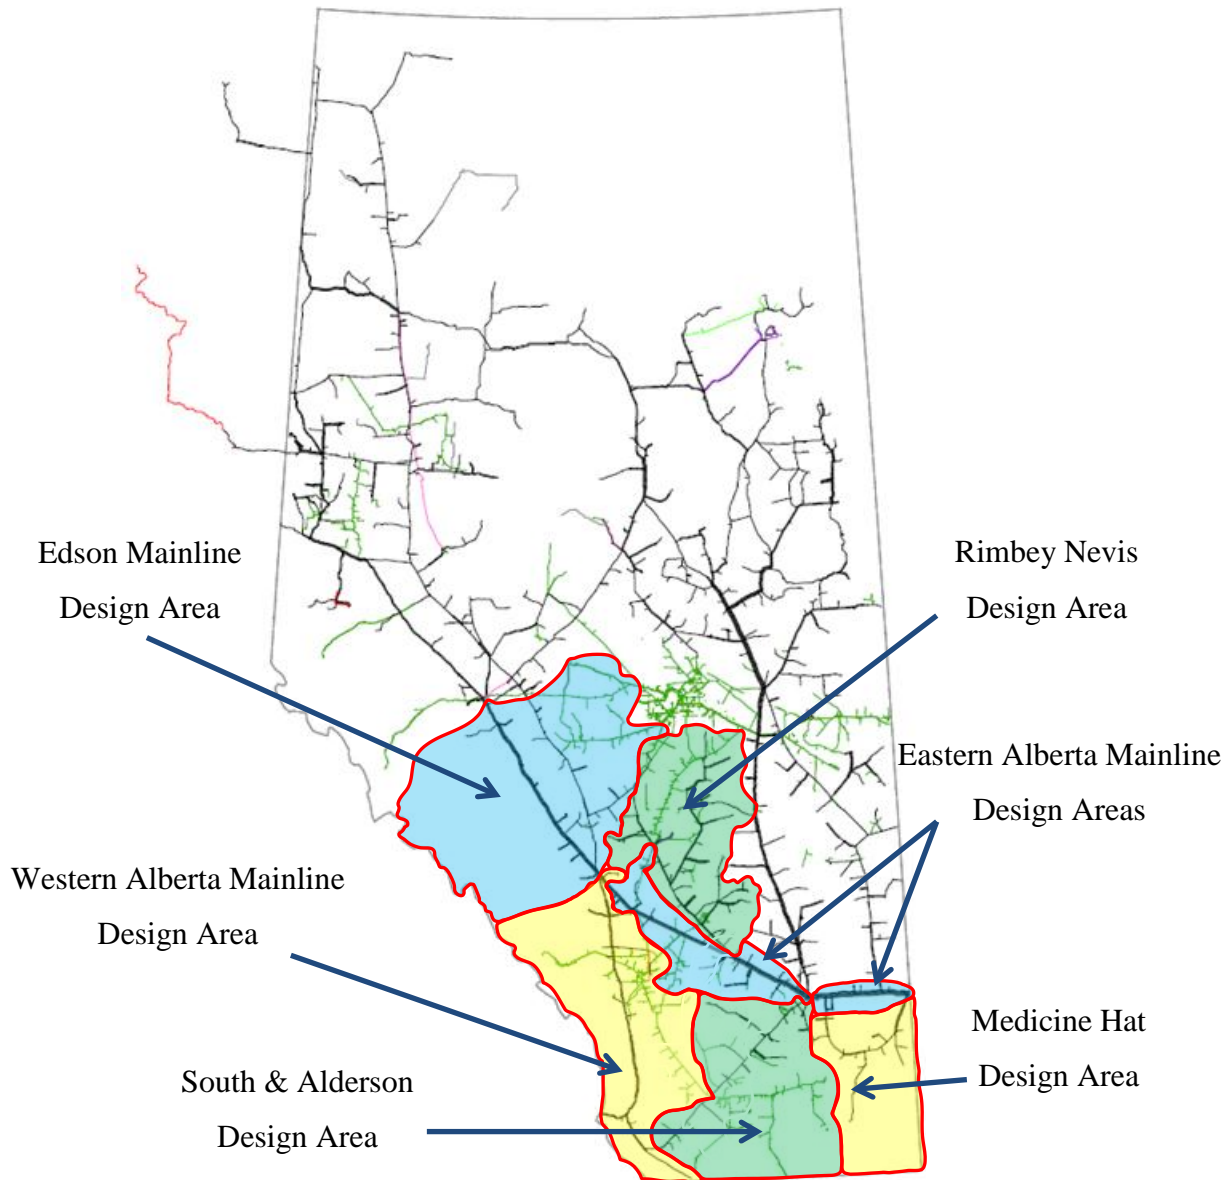 Edson Mainline
Design Area
Rimbey Nevis
Design Area
Eastern Alberta Mainline
Design Areas
Western Alberta Mainline
Design Area
Medicine Hat
Design Area
South & Alderson
Design Area